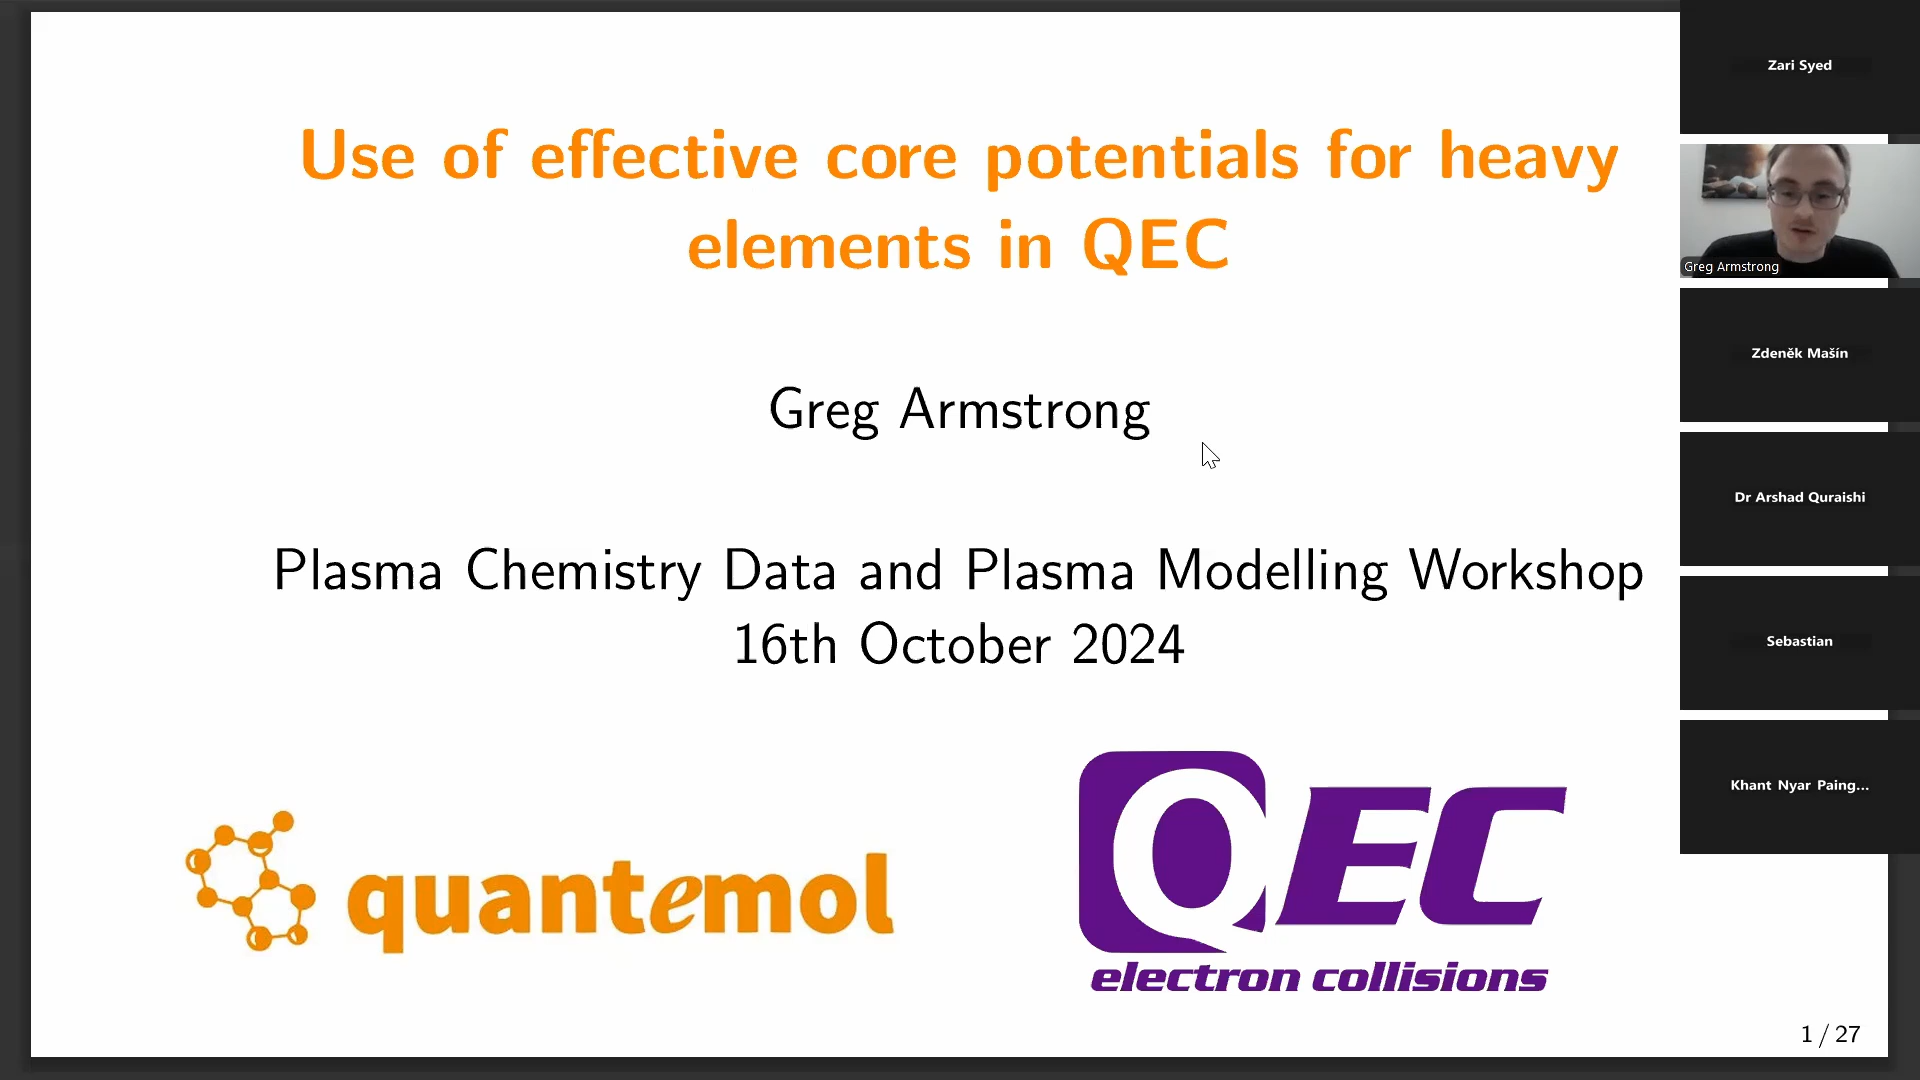 Use of effective core potentials for heavy
elements in QEC
Greg Armstrong
Plasma Chemistry Data and Plasma Modelling Workshop
16th October 2024
quantemol
QEC
electron collisions
1 / 27
Zari Syed
Greg Armstrong
Zdeněk Mašín
Dr Arshad Quraishi
Sebastian
Khant Nyar Paing...